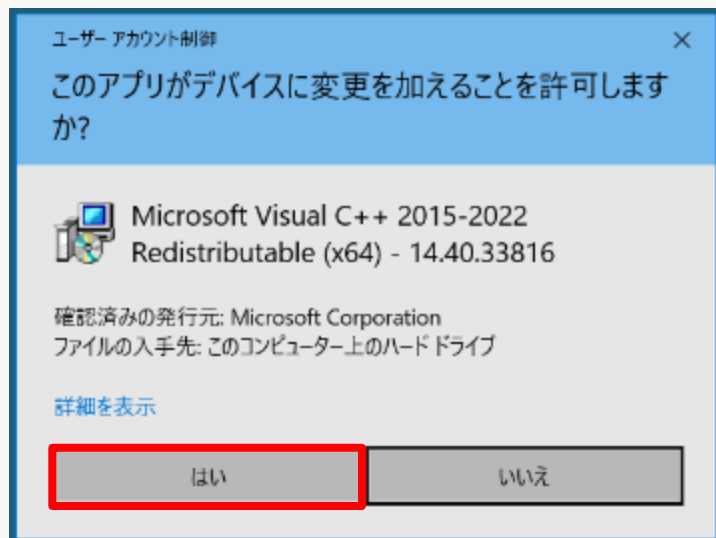 ユーザー アカウント制御
このアプリがデバイスに変更を加えることを許可します
か?
Microsoft Visual C++ 2015-2022
Redistributable (x64) - 14.40.33816
確認済みの発行元: Microsoft Corporation
ファイルの入手先: このコンピューター上のハード ドライブ
詳細を表示
はい
いいえ